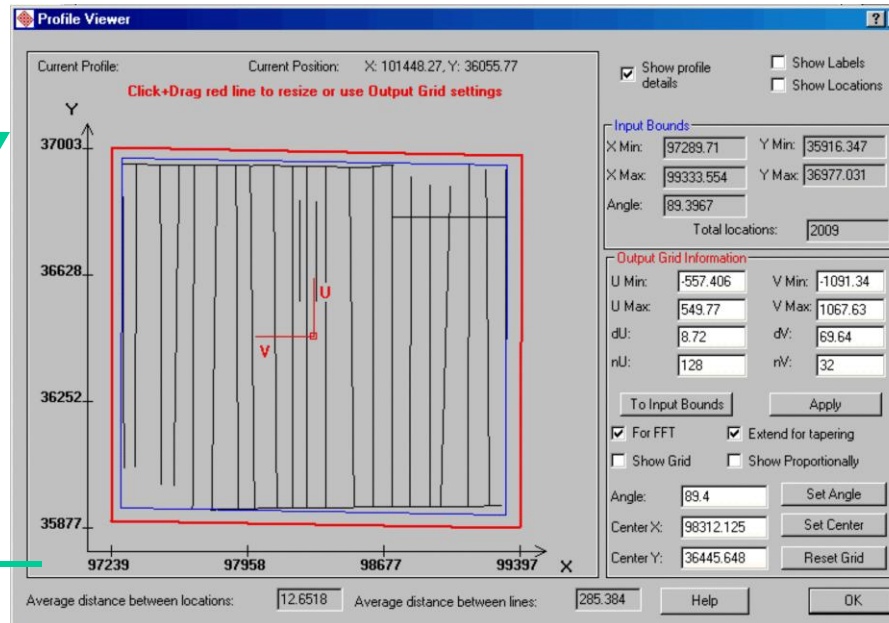 Profile Viewer ?
Current Profile: Current Position: X: 101448.27, Y: 36055.77
Click+Drag red line to resize or use Output Grid settings
Y
37003
36628
36252
35877
97239 97958 98677 99397 X
U
V
Show profile details
Show Labels
Show Locations
Input Bounds
X Min: 97289.71 Y Min: 35916.347
X Max: 99333.554 Y Max: 36977.031
Angle: 89.3967
Total locations: 2009
Output Grid Information
U Min: -557.406 V Min: -1091.34
U Max: 549.77 V Max: 1067.63
dU: 8.72 dV: 69.64
nU: 128 nV: 32
To Input Bounds Apply
For FFT Extend for tapering
Show Grid Show Proportionally
Angle: 89.4 Set Angle
Center X: 98312.125 Set Center
Center Y: 36445.648 Reset Grid
Average distance between locations: 12.6518 Average distance between lines: 285.384 Help OK